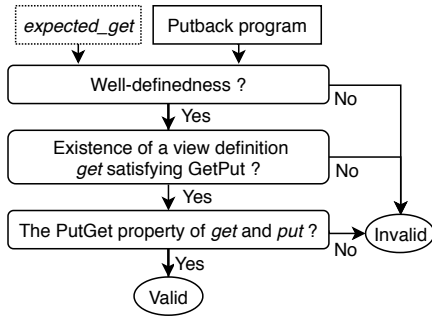 expected_get
Putback program
Well-definedness ?
No
Yes
Existence of a view definition
get satisfying GetPut ?
No
Yes
The PutGet property of get and put ?
No
Invalid
Yes
Valid